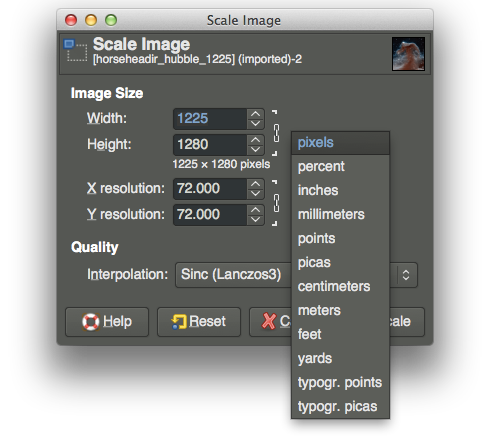 Scale Image
Scale Image
[horseheadir_hubble_1225] (imported)-2
Image Size
Width: 1225
Height: 1280
1225 × 1280 pixels
X resolution: 72.000
Y resolution: 72.000
pixels
percent
inches
millimeters
points
picas
centimeters
meters
feet
yards
typogr. points
typogr. picas
Quality
Interpolation: Sinc (Lanczos3)
Help
Reset
C
cale